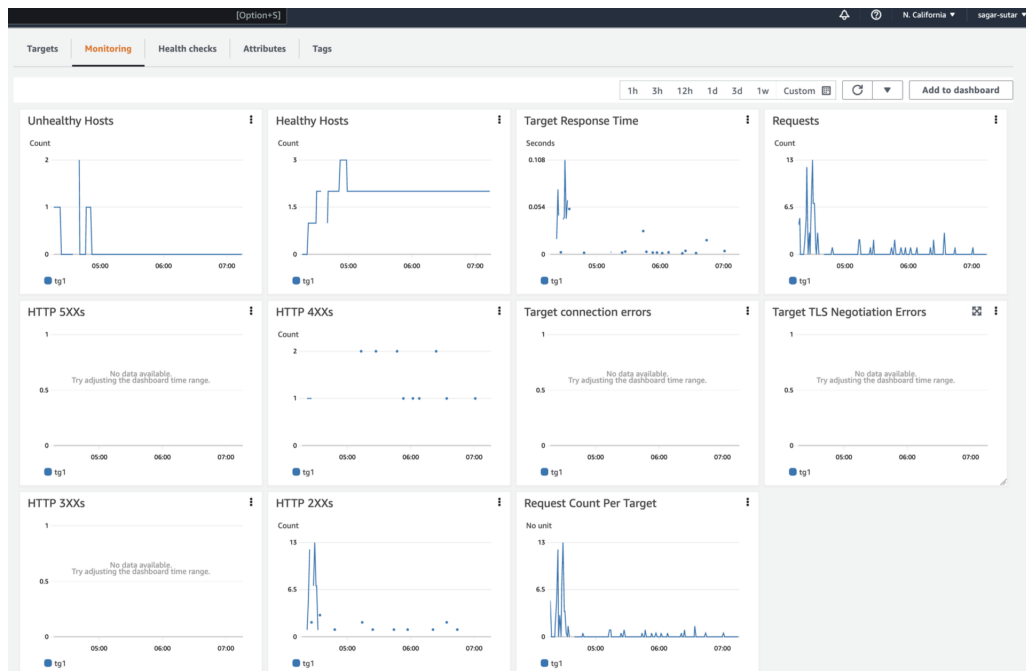 [Option+S] N. California ▼ sagar-sutar ▼
Targets Monitoring Health checks Attributes Tags
1h 3h 12h 1d 3d 1w Custom Add to dashboard
Unhealthy Hosts
Count
2
1
0
05:00 06:00 07:00
tg1
Healthy Hosts
Count
3
1.5
0
05:00 06:00 07:00
tg1
Target Response Time
Seconds
0.108
0.054
0
05:00 06:00 07:00
tg1
Requests
Count
13
6.5
0
05:00 06:00 07:00
tg1
HTTP 5XXs
1
No data available.
Try adjusting the dashboard time range.
0.5
0
05:00 06:00 07:00
tg1
HTTP 4XXs
Count
2
1
0
05:00 06:00 07:00
tg1
Target connection errors
1
No data available.
Try adjusting the dashboard time range.
0.5
0
05:00 06:00 07:00
tg1
Target TLS Negotiation Errors
1
No data available.
Try adjusting the dashboard time range.
0.5
0
05:00 06:00 07:00
tg1
HTTP 3XXs
1
No data available.
Try adjusting the dashboard time range.
0.5
0
05:00 06:00 07:00
tg1
HTTP 2XXs
Count
13
6.5
0
05:00 06:00 07:00
tg1
Request Count Per Target
No unit
13
6.5
0
05:00 06:00 07:00
tg1